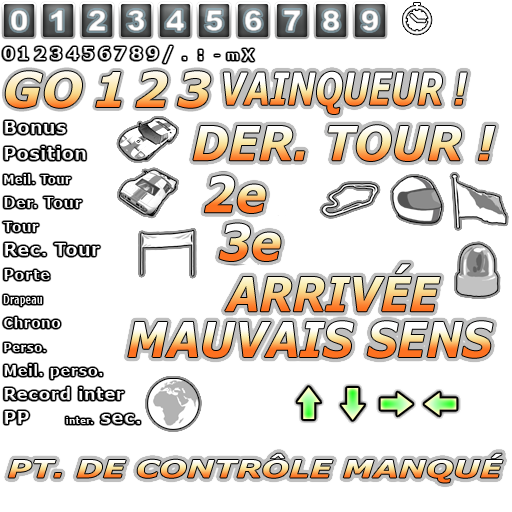 0 1 2 3 4 5 6 7 8 9
0123456789/.:-mX
GO 1 2 3 VAINQUEUR !
Bonus
DER. TOUR !
Position
Meil. Tour
2e
Der. Tour
Tour
3e
Rec. Tour
Porte
ARRIVÉE
Drapeau
Chrono
MAUVAIS SENS
Perso.
Meil. perso.
Record inter
PP inter. sec.
PT. DE CONTRÔLE MANQUÉ